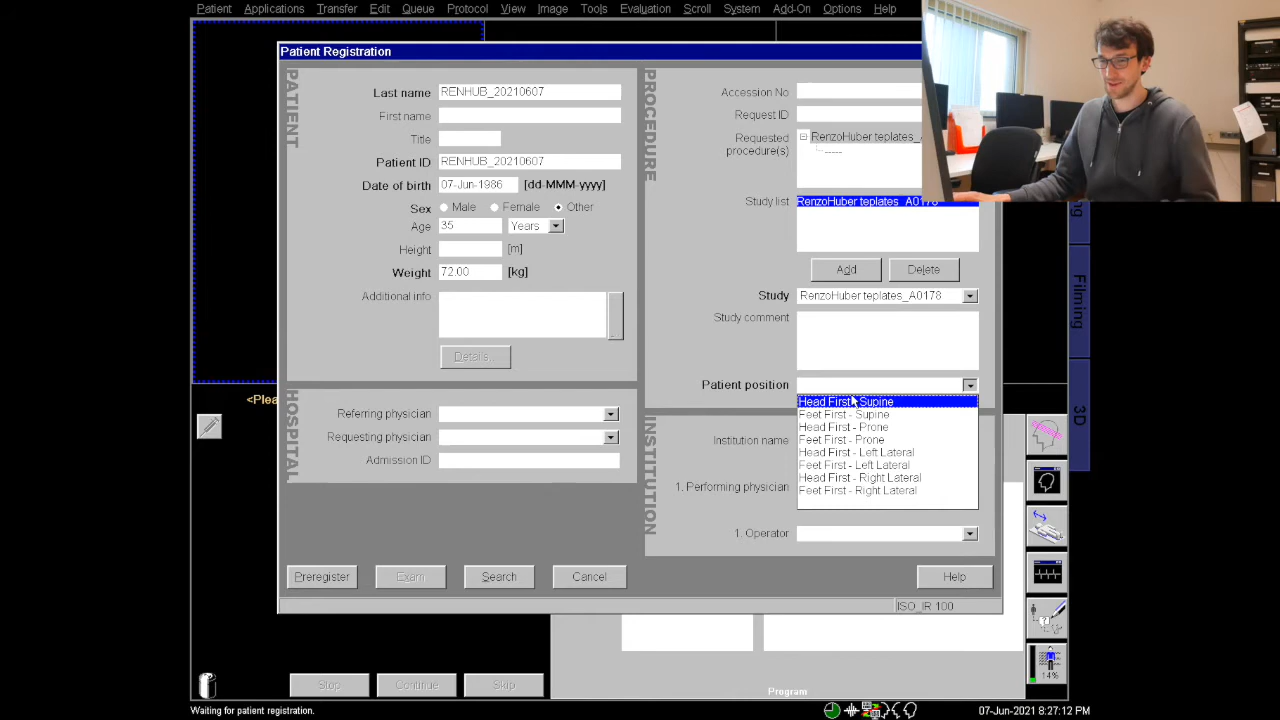 Patient Applications Transfer Edit Queue Protocol View Image Tools Evaluation Scroll System Add-On Options Help
Patient Registration
PATIENT
Last name RENHUB_20210607
First name
Title
Patient ID RENHUB_20210607
Date of birth 07-Jun-1986 [dd-MMM-yyyy]
Sex Male Female Other
Age 35 Years
Height [m]
Weight 72.00 [kg]
Additional info
Details...
HOSPITAL
Referring physician
Requesting physician
Admission ID
PROCEDURE
Accession No
Request ID
Requested
procedure(s)
RenzoHuber teplates_
-----
Study list RenzoHuber teplates_A0178
Add Delete
Study RenzoHuber teplates_A0178
Study comment
Patient position
Head First - Supine
Feet First - Supine
Head First - Prone
Feet First - Prone
Head First - Left Lateral
Feet First - Left Lateral
Head First - Right Lateral
Feet First - Right Lateral
INSTITUTION
Institution name
1. Performing physician
1. Operator
Preregister Exam Search Cancel Help
ISO_IR 100
<Plea
Filming
3D
14%
Stop Continue Skip
Program
Waiting for patient registration.
07-Jun-2021 8:27:12 PM